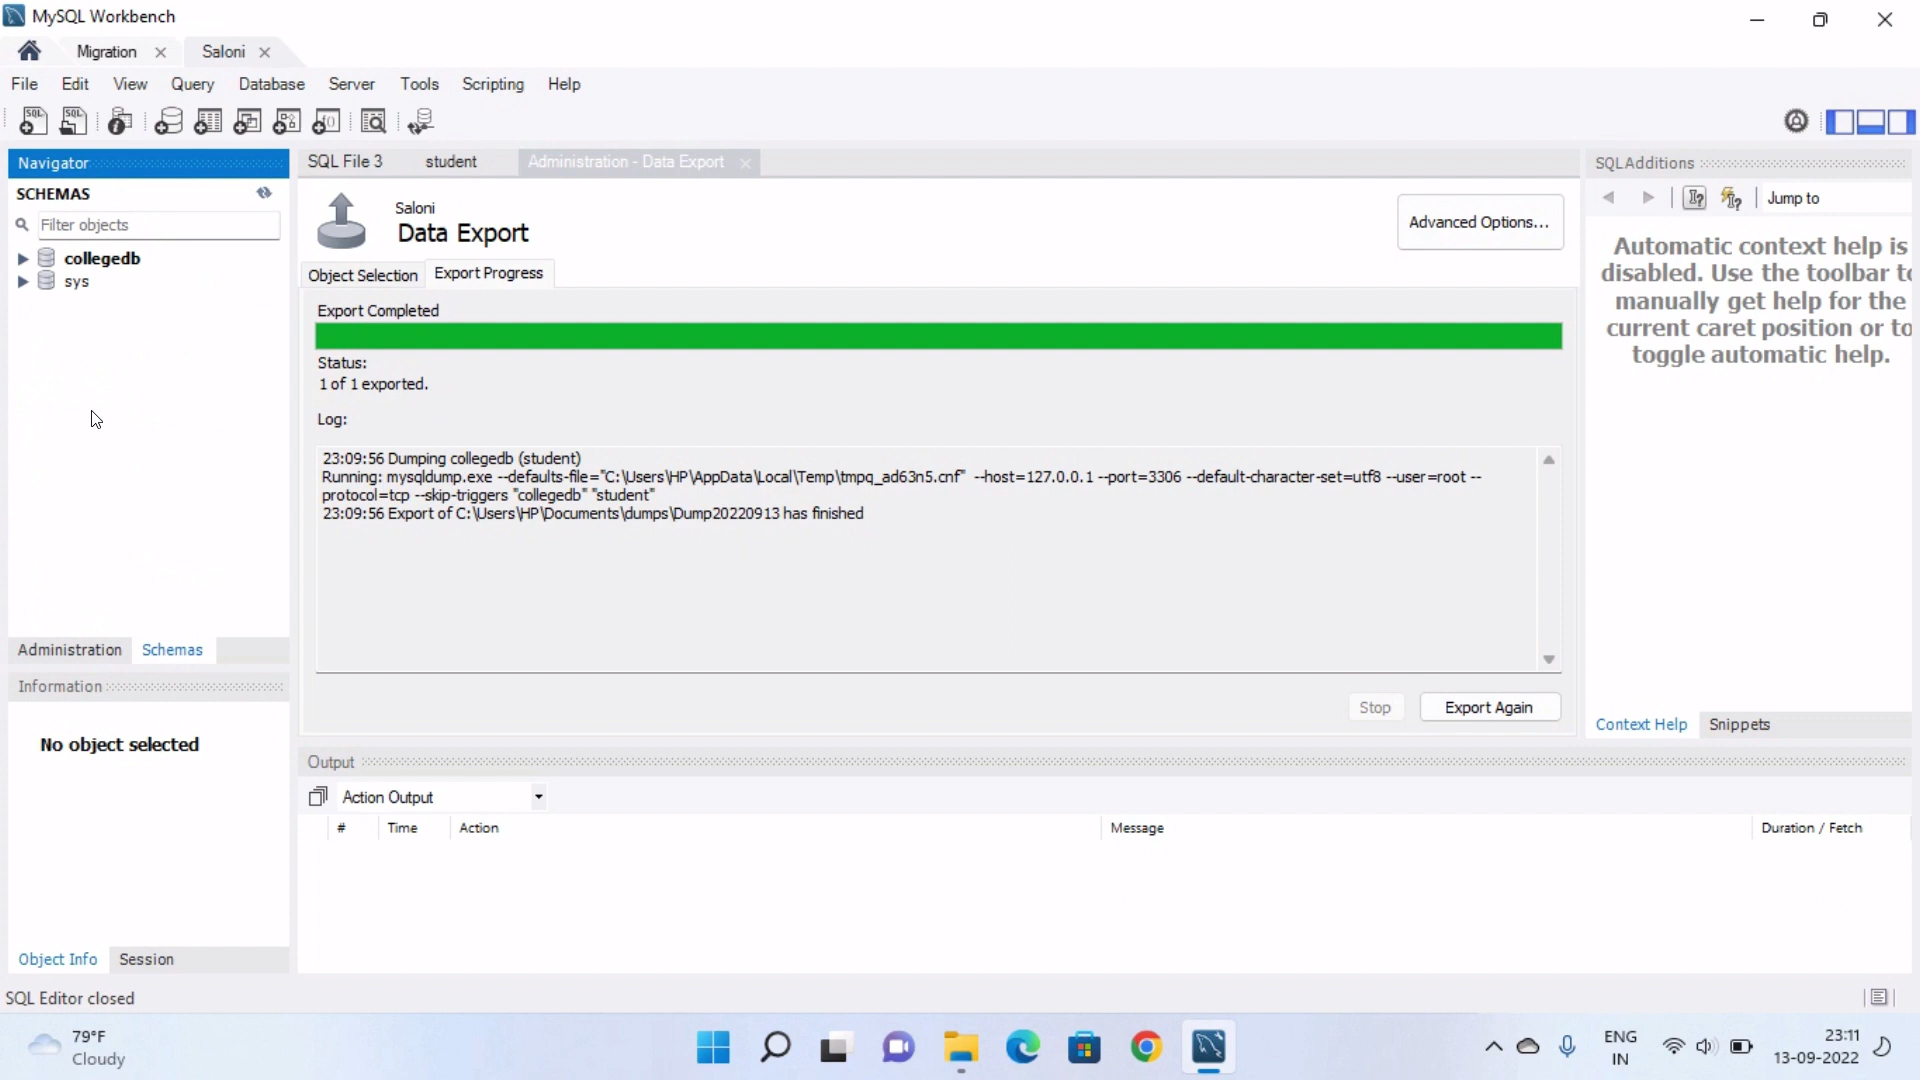 MySQL Workbench
Migration
Saloni
File Edit View Query Database Server Tools Scripting Help
Navigator
SCHEMAS
Filter objects
collegedb
sys
Administration Schemas
Information
No object selected
Object Info Session
SQL File 3 student Administration - Data Export
Saloni
Data Export
Advanced Options...
Object Selection Export Progress
Export Completed
Status:
1 of 1 exported.
Log:
23:09:56 Dumping collegedb (student)
Running: mysqldump.exe --defaults-file="C:\Users\HP\AppData\Local\Temp\tmpq_ad63n5.cnf" --host=127.0.0.1 --port=3306 --default-character-set=utf8 --user=root --
protocol=tcp --skip-triggers "collegedb" "student"
23:09:56 Export of C:\Users\HP\Documents\dumps\Dump20220913 has finished
Stop Export Again
SQLAdditions
Jump to
Automatic context help is
disabled. Use the toolbar to
manually get help for the
current caret position or to
toggle automatic help.
Context Help Snippets
Output
Action Output
# Time Action Message Duration / Fetch
SQL Editor closed
79°F
Cloudy
ENG
IN
23:11
13-09-2022